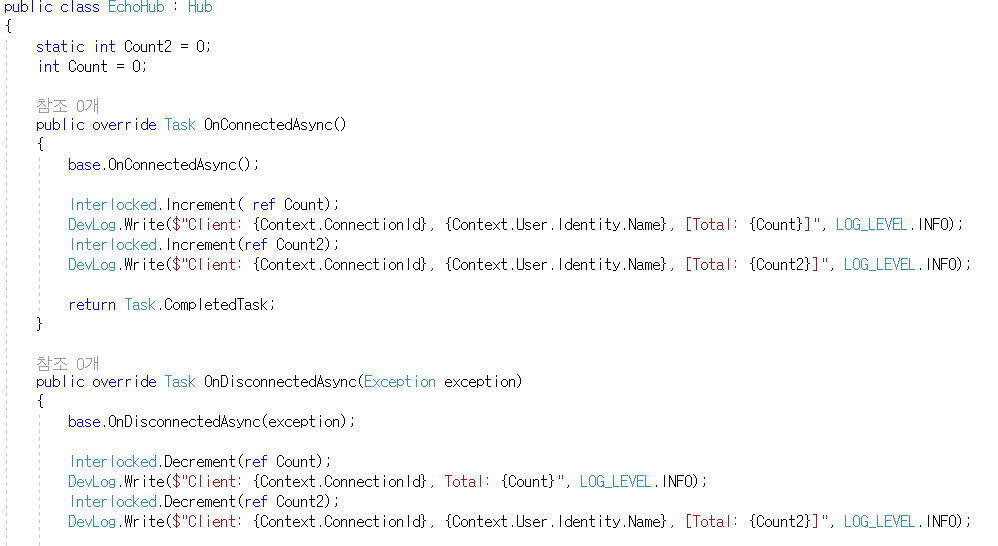 public class EchoHub : Hub
{
static int Count2 = 0;
int Count = 0;
참조 0개
public override Task OnConnectedAsync()
{
base.OnConnectedAsync();
Interlocked.Increment( ref Count);
DevLog.Write($"Client: {Context.ConnectionId}, {Context.User.Identity.Name}, [Total: {Count}]", LOG_LEVEL.INFO);
Interlocked.Increment(ref Count2);
DevLog.Write($"Client: {Context.ConnectionId}, {Context.User.Identity.Name}, [Total: {Count2}]", LOG_LEVEL.INFO);
return Task.CompletedTask;
}
참조 0개
public override Task OnDisconnectedAsync(Exception exception)
{
base.OnDisconnectedAsync(exception);
Interlocked.Decrement(ref Count);
DevLog.Write($"Client: {Context.ConnectionId}, Total: {Count}", LOG_LEVEL.INFO);
Interlocked.Decrement(ref Count2);
DevLog.Write($"Client: {Context.ConnectionId}, {Context.User.Identity.Name}, [Total: {Count2}]", LOG_LEVEL.INFO);